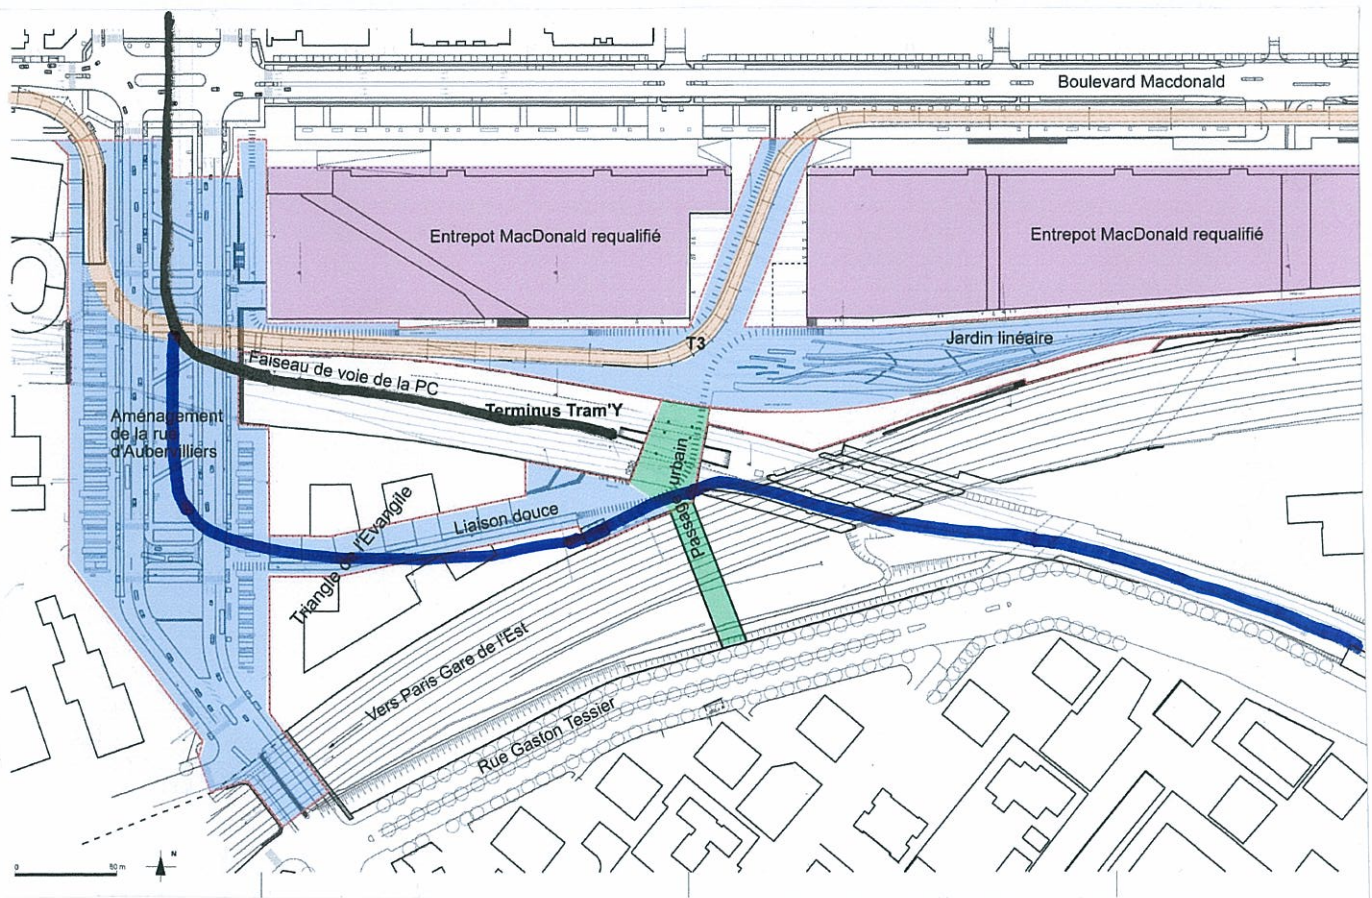 Boulevard Macdonald
Entrepot MacDonald requalifié
Entrepot MacDonald requalifié
T3
Jardin linéaire
Faiseau de voie de la PC
Terminus Tram'Y
Aménagement
de la rue
d'Aubervilliers
Passage urbain
Liaison douce
Triangle de l'Evangile
Vers Paris Gare de l'Est
Rue Gaston Tessier
0
50 m
N